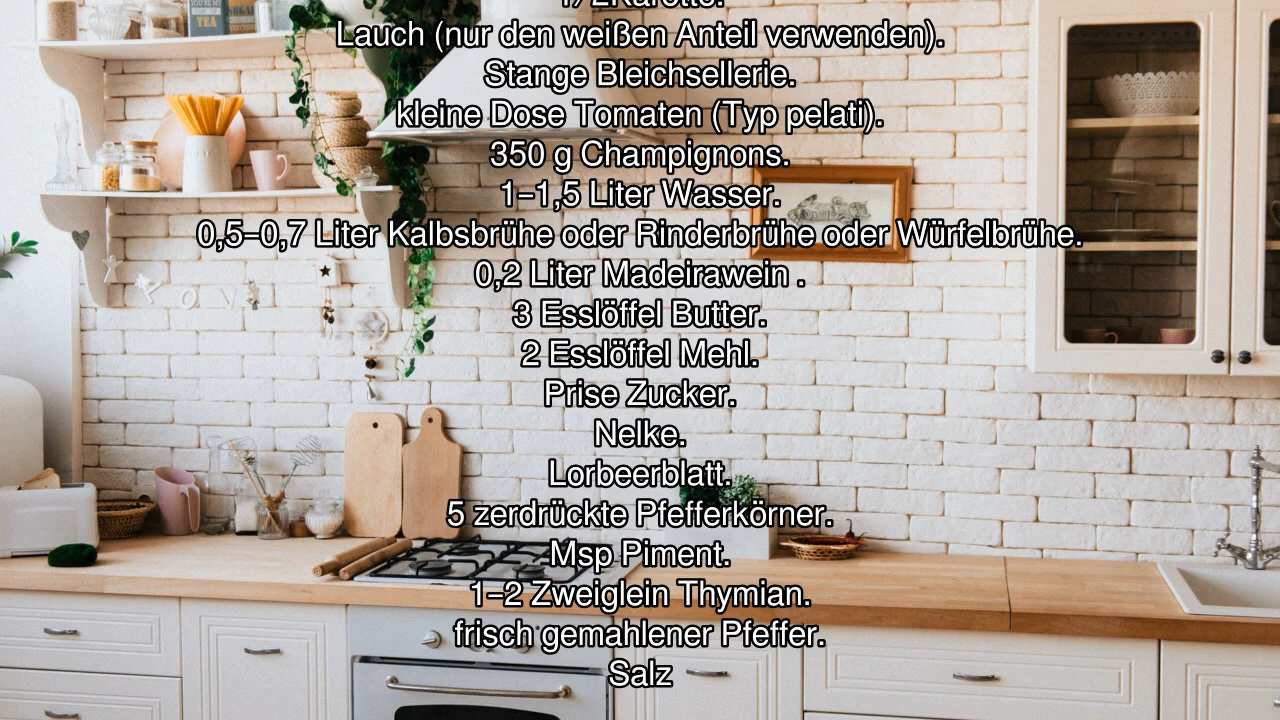 1/2Karotte.
Lauch (nur den weißen Anteil verwenden).
Stange Bleichsellerie.
kleine Dose Tomaten (Typ pelati).
350 g Champignons.
1–1,5 Liter Wasser.
0,5–0,7 Liter Kalbsbrühe oder Rinderbrühe oder Würfelbrühe.
0,2 Liter Madeirawein .
3 Esslöffel Butter.
2 Esslöffel Mehl.
Prise Zucker.
Nelke.
Lorbeerblatt.
5 zerdrückte Pfefferkörner.
Msp Piment.
1–2 Zweiglein Thymian.
frisch gemahlener Pfeffer.
Salz